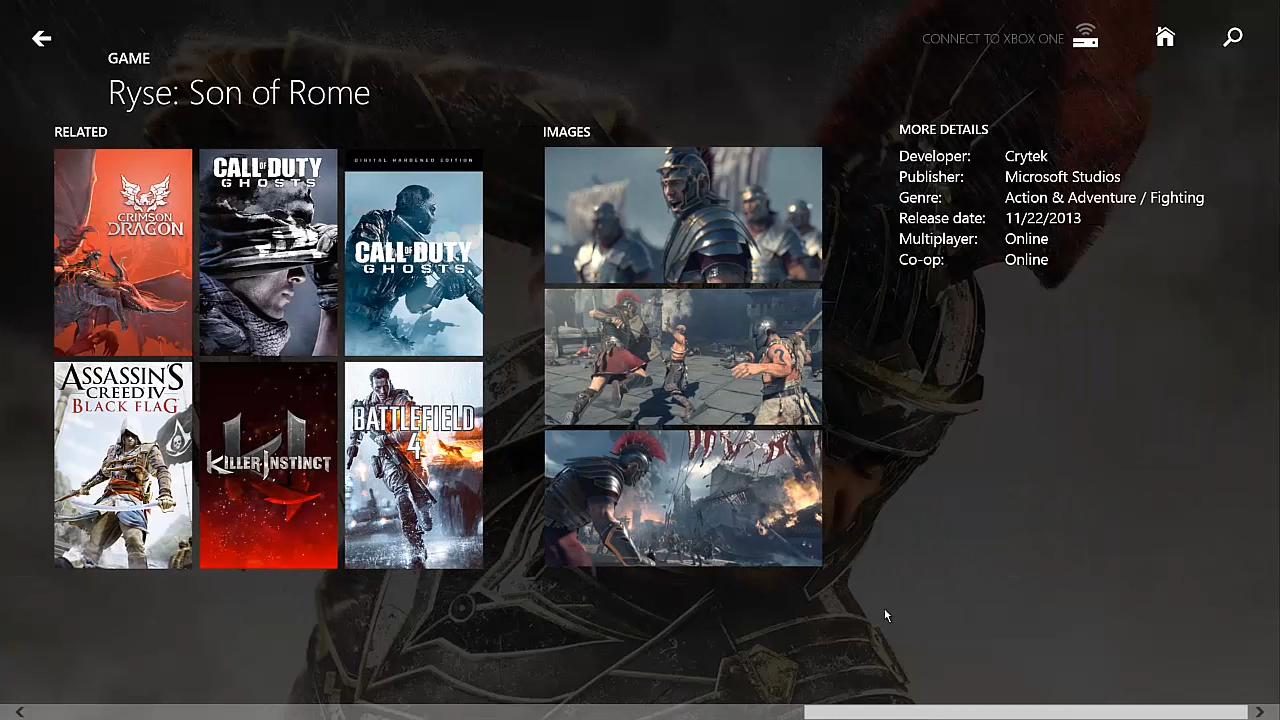 CONNECT TO XBOX ONE
GAME
Ryse: Son of Rome
RELATED
CRIMSON
DRAGON
CALL OF DUTY
GHOSTS
DIGITAL HARDENED EDITION
CALL OF DUTY
GHOSTS
ASSASSIN'S
CREED IV
BLACK FLAG
KILLER INSTINCT
BATTLEFIELD
4
IMAGES
MORE DETAILS
Developer: Crytek
Publisher: Microsoft Studios
Genre: Action & Adventure / Fighting
Release date: 11/22/2013
Multiplayer: Online
Co-op: Online